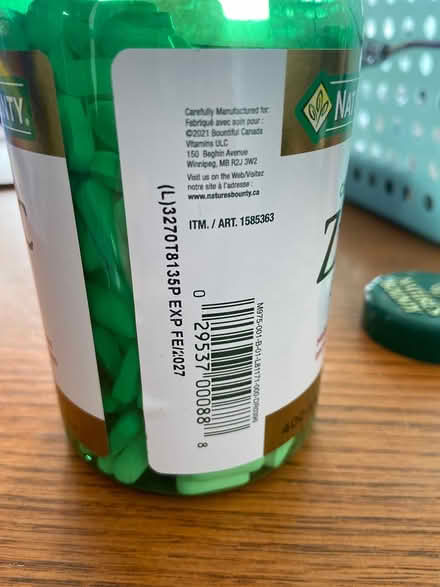 Carefully Manufactured for:
Fabriqué avec soin pour :
©2021 Bountiful Canada
Vitamins ULC
150 Beghin Avenue
Winnipeg, MB R2J 3W2
Visit us on the Web/Visitez
notre site à l'adresse :
www.naturesbounty.ca
ITM. / ART. 1585363
(L)3270T8135P EXP FE/2027
0 29537 00088 8
NAT
Z
C